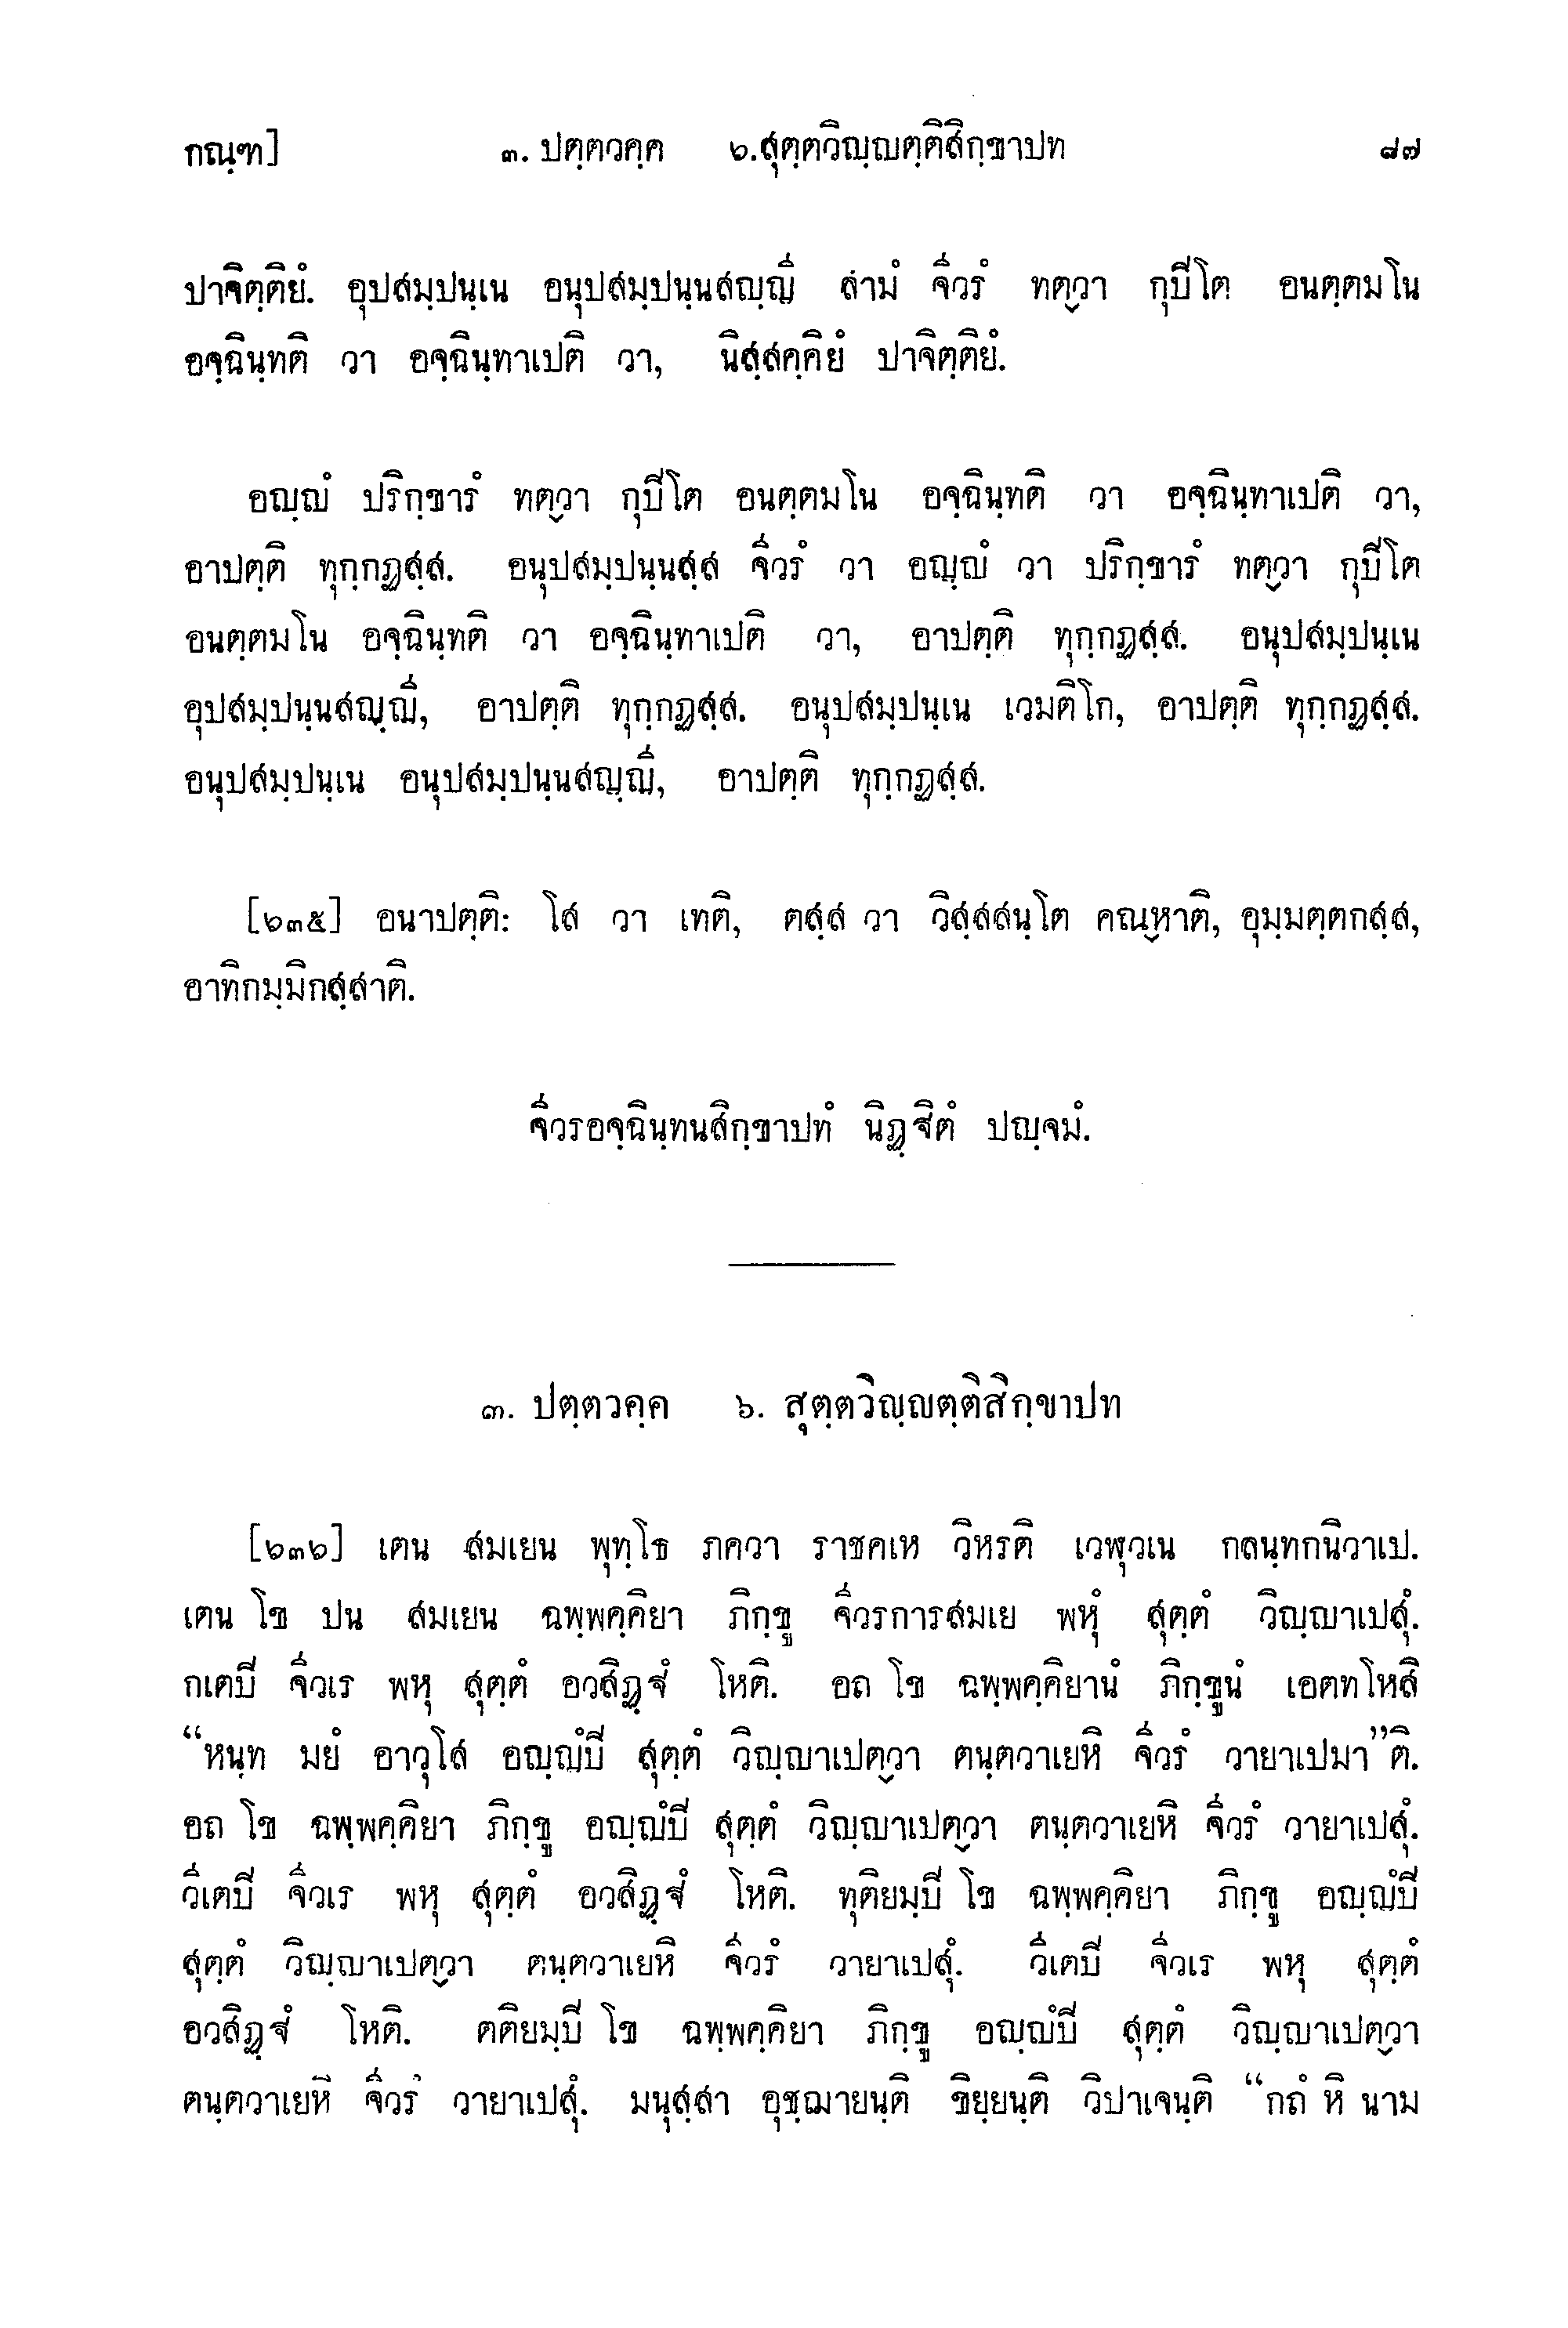 กณฺฑ] ๓. ปตฺตวคฺค ๖.สุตฺตวิญฺญตฺติสิกฺขาปท ๘๗
ปาจิตฺติยํ. อุปสมฺปนฺเน อนุปสมฺปนฺนสญฺญี สามํ จีวรํ ทตฺวา กุปิโต อนตฺตมโน
อจฺฉินฺทติ วา อจฺฉินฺทาเปติ วา, นิสฺสคฺคิยํ ปาจิตฺติยํ.
อญฺญํ ปริกฺขารํ ทตฺวา กุปิโต อนตฺตมโน อจฺฉินฺทติ วา อจฺฉินฺทาเปติ วา,
อาปตฺติ ทุกฺกฏสฺส. อนุปสมฺปนฺนสฺส จีวรํ วา อญฺญํ วา ปริกฺขารํ ทตฺวา กุปิโต
อนตฺตมโน อจฺฉินฺทติ วา อจฺฉินฺทาเปติ วา, อาปตฺติ ทุกฺกฏสฺส. อนุปสมฺปนฺเน
อุปสมฺปนฺนสญฺญี, อาปตฺติ ทุกฺกฏสฺส. อนุปสมฺปนฺเน เวมติโก, อาปตฺติ ทุกฺกฏสฺส.
อนุปสมฺปนฺเน อนุปสมฺปนฺนสญฺญี, อาปตฺติ ทุกฺกฏสฺส.
[๖๓๕] อนาปตฺติ: โส วา เทติ, ตสฺส วา วิสฺสสนฺโต คณฺหาติ, อุมฺมตฺตกสฺส,
อาทิกมฺมิกสฺสาติ.
จีวรอจฺฉินฺทนสิกฺขาปทํ นิฏฺฐิตํ ปญฺจมํ.
๓. ปตฺตวคฺค ๖. สุตฺตวิญฺญตฺติสิกฺขาปท
[๖๓๖] เตน สมเยน พุทฺโธ ภควา ราชคเห วิหรติ เวฬุวเน กลนฺทกนิวาเป.
เตน โข ปน สมเยน ฉพฺพคฺคิยา ภิกฺขู จีวรการสมเย พหุํ สุตฺตํ วิญฺญาเปสุํ.
กเตปิ จีวเร พหุ สุตฺตํ อวสิฏฺฐํ โหติ. อถ โข ฉพฺพคฺคิยานํ ภิกฺขูนํ เอตทโหสิ
“หนฺท มยํ อาวุโส อญฺญํปิ สุตฺตํ วิญฺญาเปตฺวา ตนฺตวาเยหิ จีวรํ วายาเปมา”ติ.
อถ โข ฉพฺพคฺคิยา ภิกฺขู อญฺญํปิ สุตฺตํ วิญฺญาเปตฺวา ตนฺตวาเยหิ จีวรํ วายาเปสุํ.
วีเตปิ จีวเร พหุ สุตฺตํ อวสิฏฺฐํ โหติ. ทุติยมฺปิ โข ฉพฺพคฺคิยา ภิกฺขู อญฺญํปิ
สุตฺตํ วิญฺญาเปตฺวา ตนฺตวาเยหิ จีวรํ วายาเปสุํ. วีเตปิ จีวเร พหุ สุตฺตํ
อวสิฏฺฐํ โหติ. ตติยมฺปิ โข ฉพฺพคฺคิยา ภิกฺขู อญฺญํปิ สุตฺตํ วิญฺญาเปตฺวา
ตนฺตวาเยหิ จีวรํ วายาเปสุํ. มนุสฺสา อุชฺฌายนฺติ ขิยฺยนฺติ วิปาเจนฺติ “กถํ หิ นาม